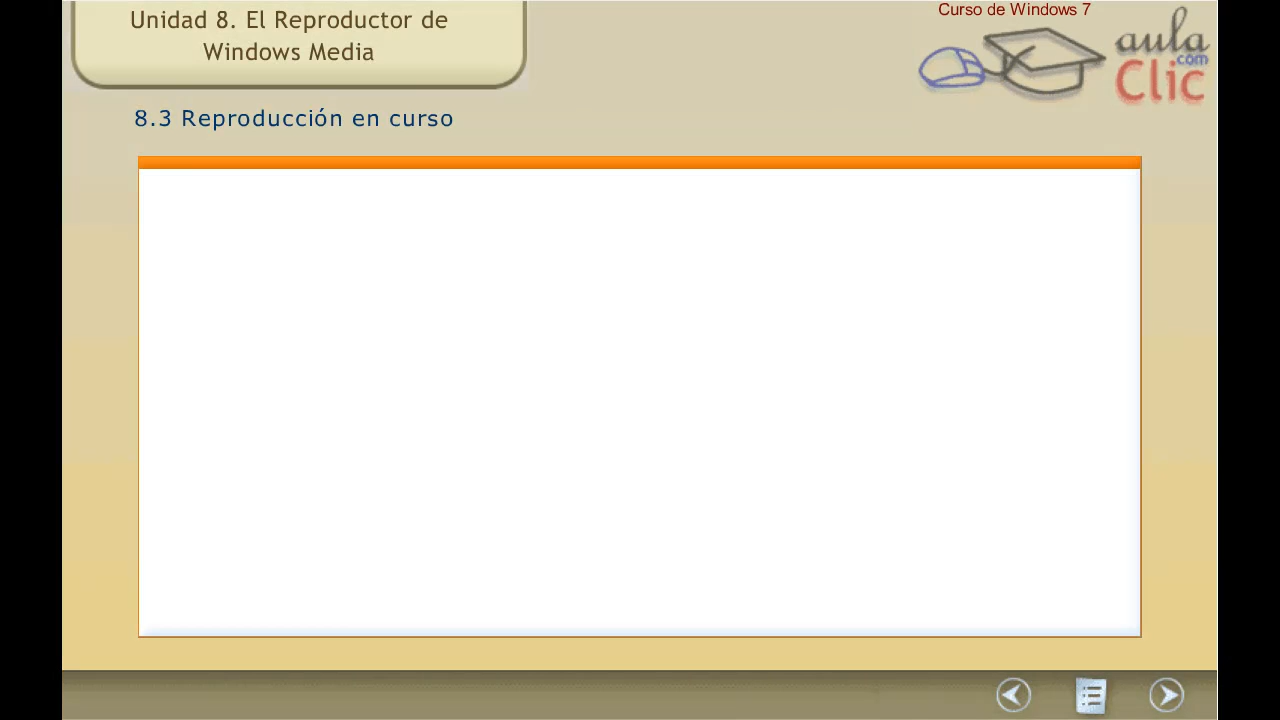 Unidad 8. El Reproductor de
Windows Media
Curso de Windows 7
aula
.com
Clic
8.3 Reproducción en curso